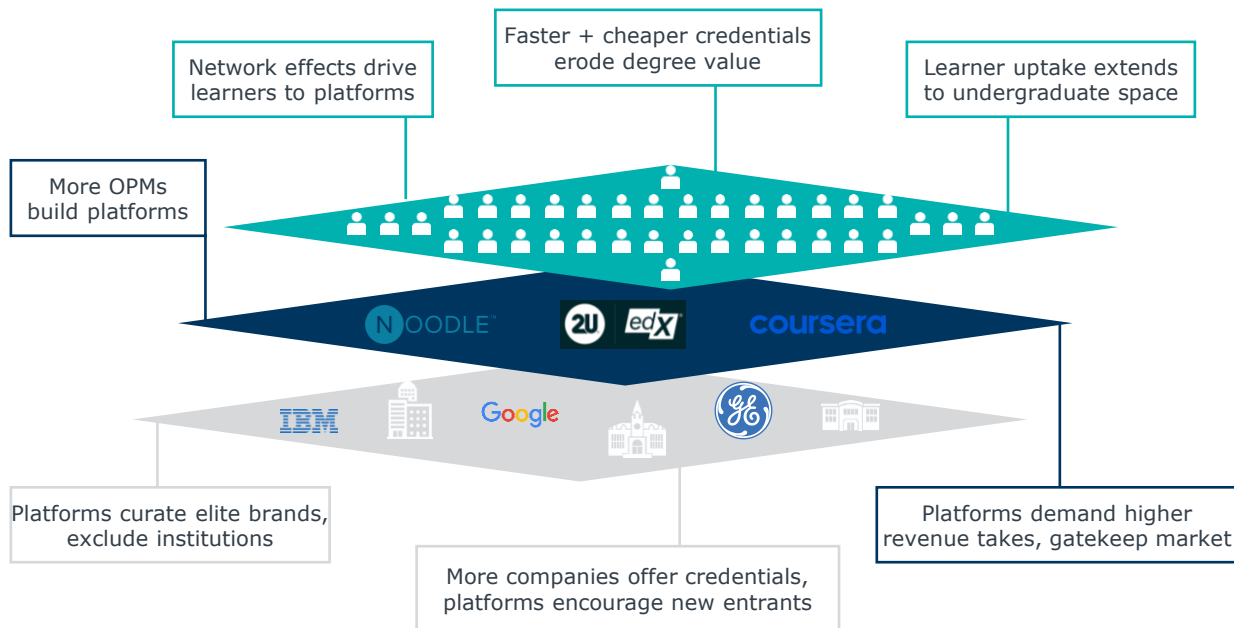 Faster + cheaper credentials
erode degree value
Network effects drive
learners to platforms
Learner uptake extends
to undergraduate space
More OPMs
build platforms
NOODLE™
2U
edX
coursera
IBM
Google
GE
Platforms curate elite brands,
exclude institutions
Platforms demand higher
revenue takes, gatekeep market
More companies offer credentials,
platforms encourage new entrants